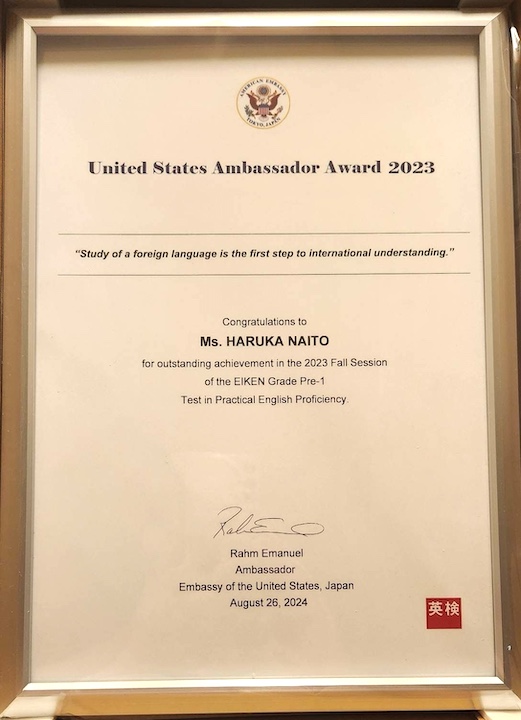 AMERICAN EMBASSY
TOKYO, JAPAN
United States Ambassador Award 2023
“Study of a foreign language is the first step to international understanding.”
Congratulations to
Ms. HARUKA NAITO
for outstanding achievement in the 2023 Fall Session
of the EIKEN Grade Pre-1
Test in Practical English Proficiency.
Rahm Emanuel
Ambassador
Embassy of the United States, Japan
August 26, 2024
英検